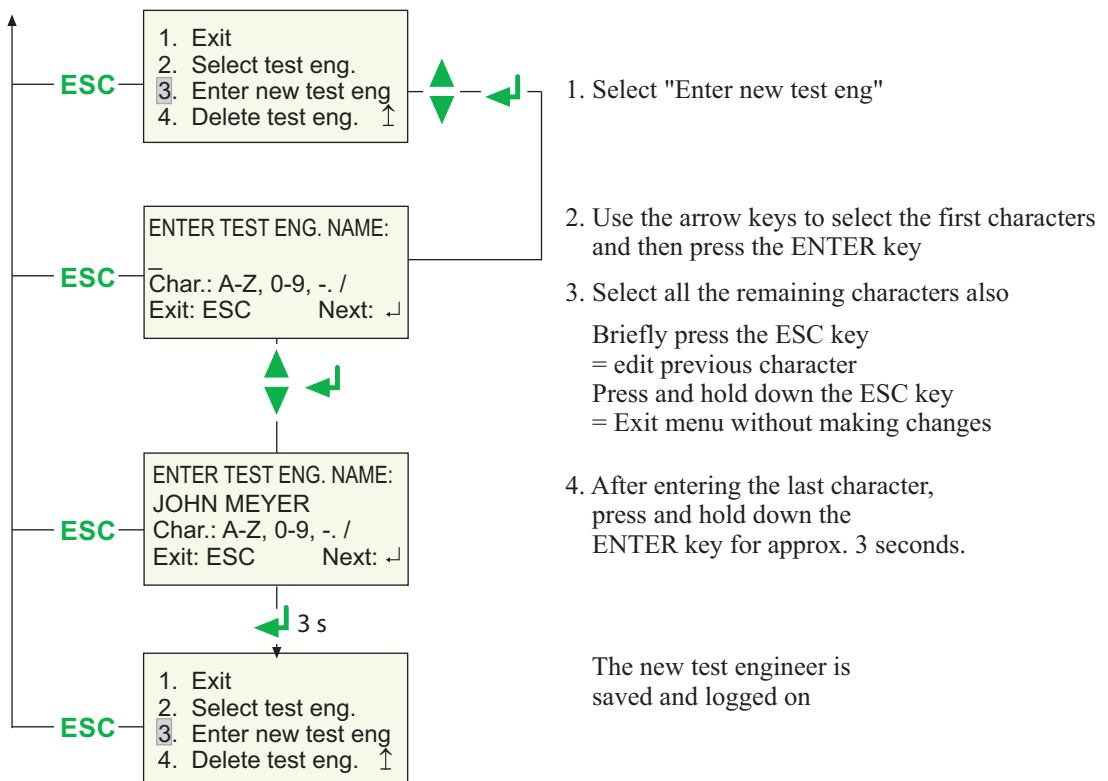 1. Exit
2. Select test eng.
3. Enter new test eng
4. Delete test eng. ↥
ESC
1. Select "Enter new test eng"
ENTER TEST ENG. NAME:
_
Char.: A-Z, 0-9, -. /
Exit: ESC Next: ↵
ESC
2. Use the arrow keys to select the first characters
and then press the ENTER key
3. Select all the remaining characters also
Briefly press the ESC key
= edit previous character
Press and hold down the ESC key
= Exit menu without making changes
ENTER TEST ENG. NAME:
JOHN MEYER
Char.: A-Z, 0-9, -. /
Exit: ESC Next: ↵
ESC
4. After entering the last character,
press and hold down the
ENTER key for approx. 3 seconds.
3 s
1. Exit
2. Select test eng.
3. Enter new test eng
4. Delete test eng. ↥
ESC
The new test engineer is
saved and logged on